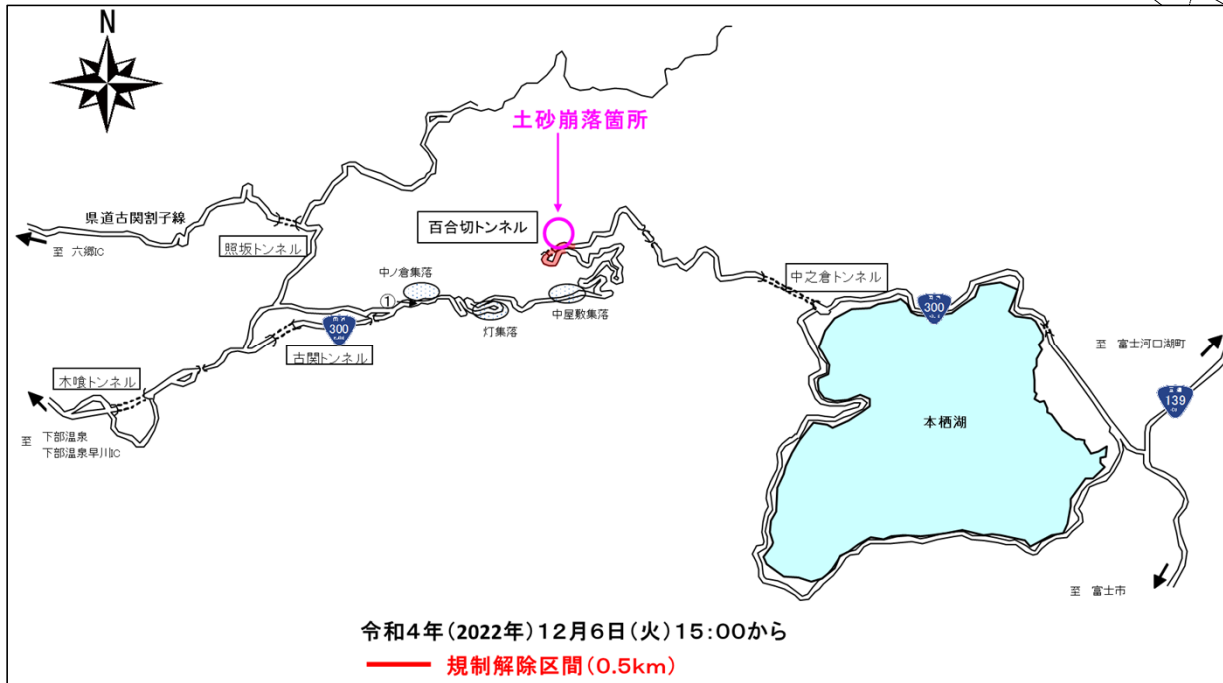 N
土砂崩落箇所
県道古関割子線
至 六郷IC
照坂トンネル
百合切トンネル
中ノ倉集落
①
灯集落
中屋敷集落
300
古関トンネル
木喰トンネル
至 下部温泉
下部温泉早川IC
中之倉トンネル
300
至 富士河口湖町
139
本栖湖
至 富士市
令和4年(2022年)12月6日(火)15:00から
規制解除区間(0.5km)